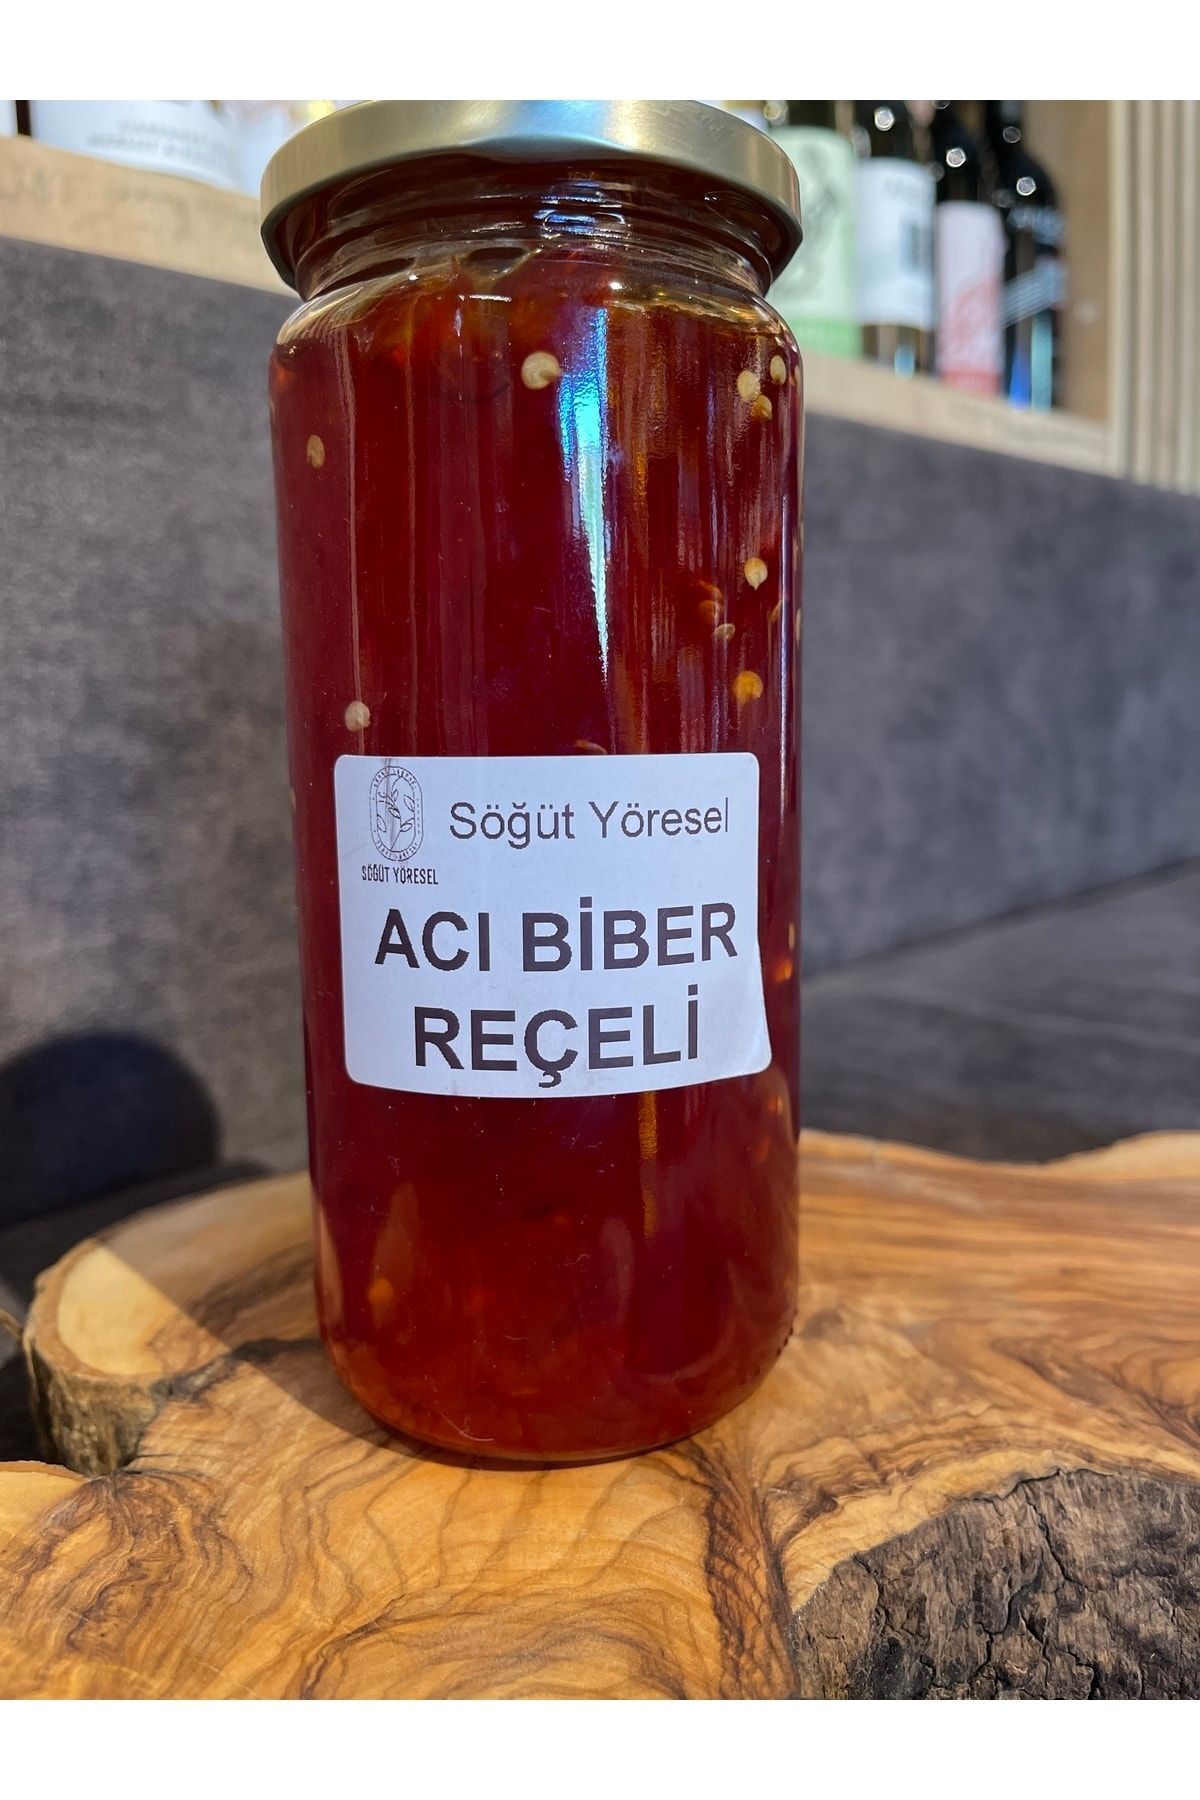 Söğüt Yöresel
SÖĞÜT YÖRESEL
ACI BİBER
REÇELİ